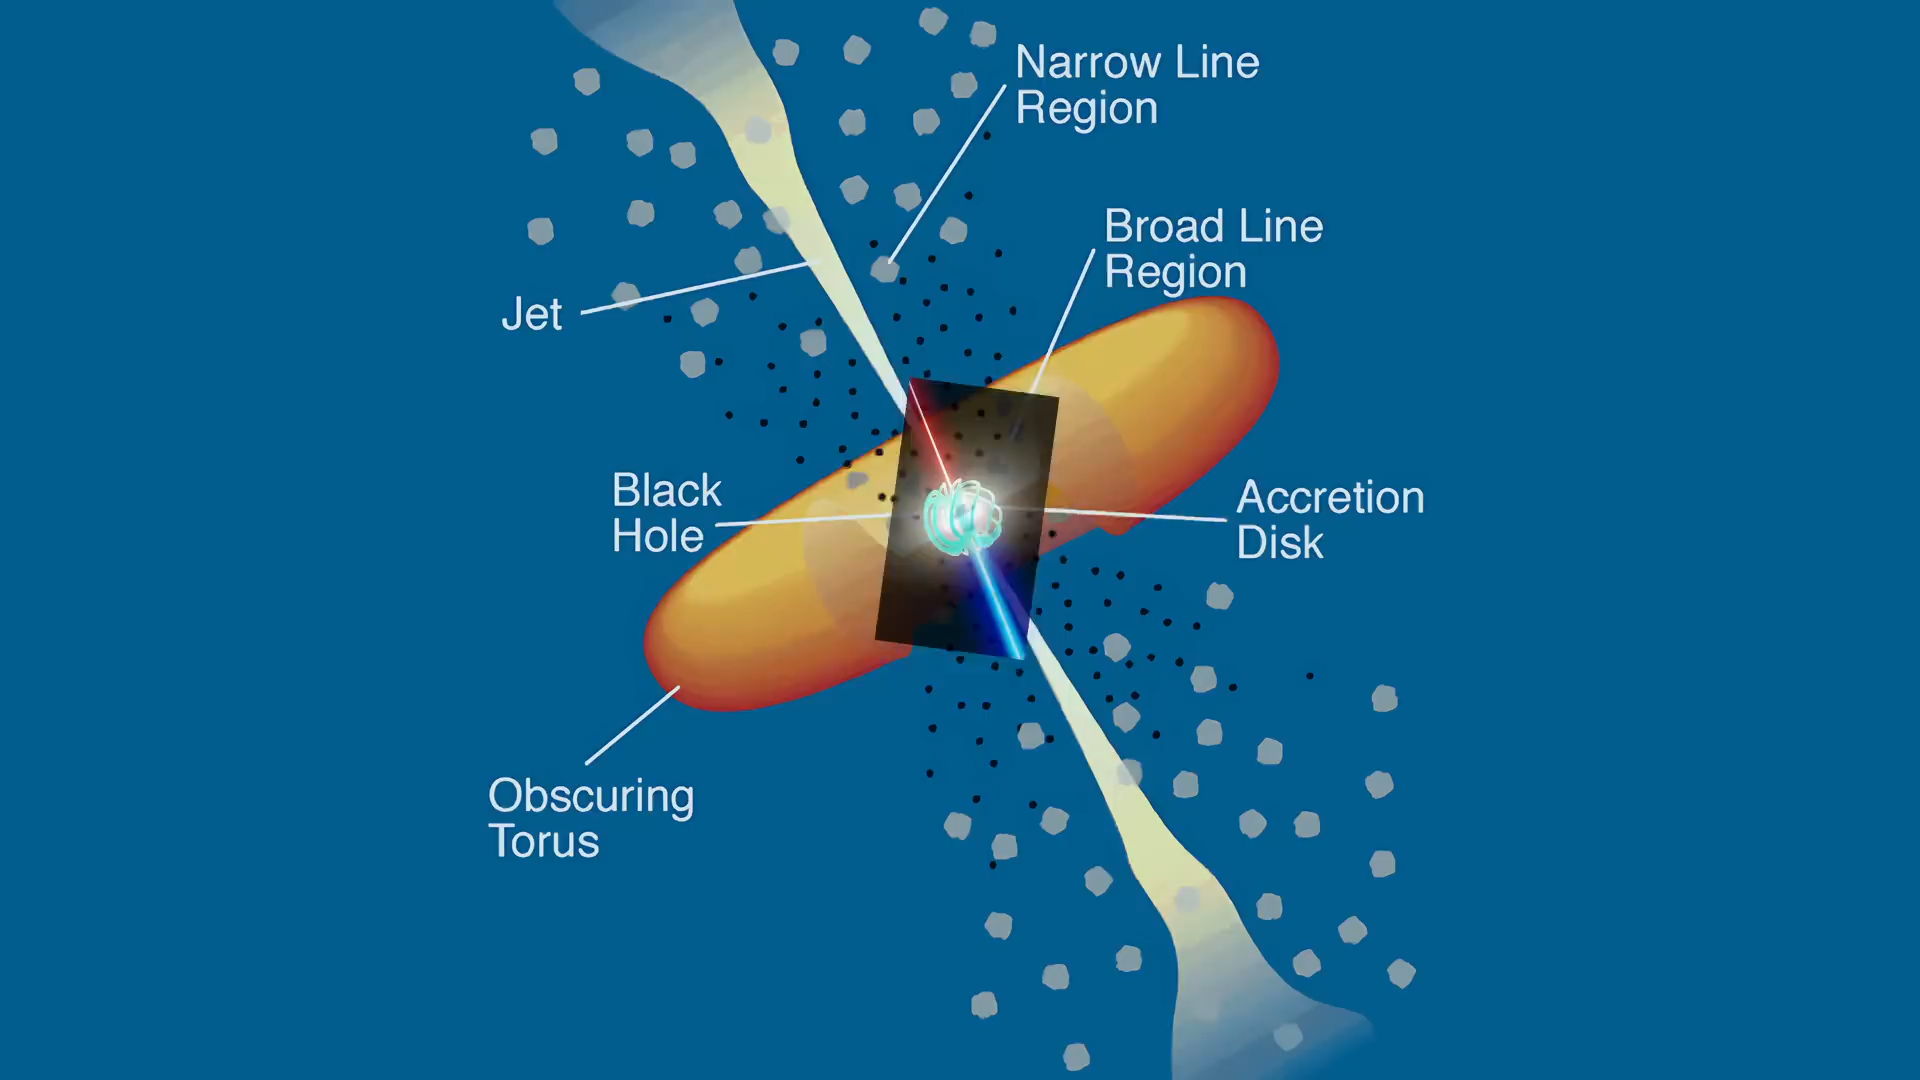 Narrow Line
Region
Broad Line
Region
Jet
Black
Hole
Accretion
Disk
Obscuring
Torus